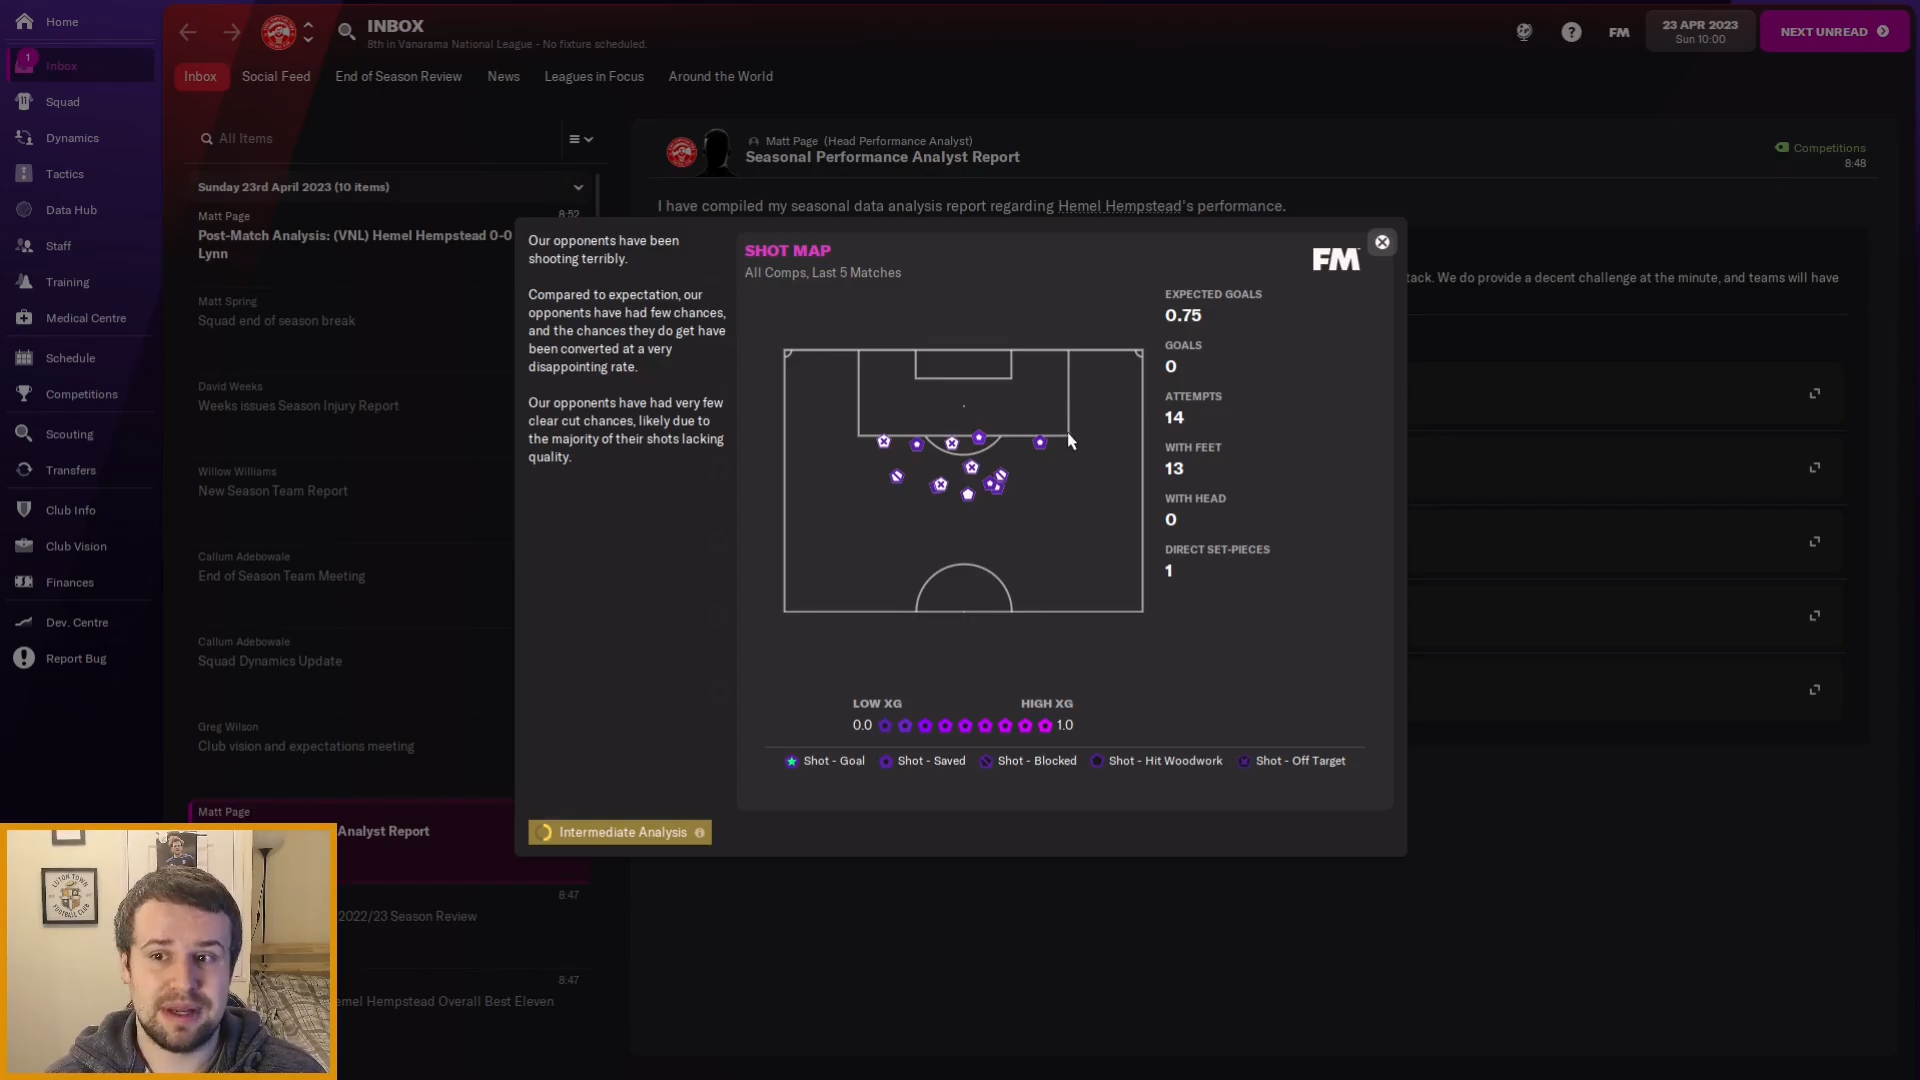 Home
INBOX
8th in Vanarama National League - No fixture scheduled.
FM
23 APR 2023
Sun 10:00
NEXT UNREAD
1
Inbox
Inbox
Social Feed
End of Season Review
News
Leagues in Focus
Around the World
Squad
Dynamics
Tactics
Data Hub
Staff
Training
Medical Centre
Schedule
Competitions
Scouting
Transfers
Club Info
Club Vision
Finances
Dev. Centre
Report Bug
All Items
Sunday 23rd April 2023 (10 items)
Matt Page
8:52
Post-Match Analysis: (VNL) Hemel Hempstead 0-0
Lynn
Matt Spring
Squad end of season break
David Weeks
Weeks issues Season Injury Report
Willow Williams
New Season Team Report
Callum Adebowale
End of Season Team Meeting
Callum Adebowale
Squad Dynamics Update
Greg Wilson
Club vision and expectations meeting
Matt Page
Analyst Report
8:47
2022/23 Season Review
8:47
emel Hempstead Overall Best Eleven
LUTON TOWN
FOOTBALL CLUB
Matt Page (Head Performance Analyst)
Seasonal Performance Analyst Report
Competitions
8:48
I have compiled my seasonal data analysis report regarding Hemel Hempstead's performance.
tack. We do provide a decent challenge at the minute, and teams will have
Our opponents have been
shooting terribly.
Compared to expectation, our
opponents have had few chances,
and the chances they do get have
been converted at a very
disappointing rate.
Our opponents have had very few
clear cut chances, likely due to
the majority of their shots lacking
quality.
Intermediate Analysis
SHOT MAP
All Comps, Last 5 Matches
FM
EXPECTED GOALS
0.75
GOALS
0
ATTEMPTS
14
WITH FEET
13
WITH HEAD
0
DIRECT SET-PIECES
1
LOW XG
HIGH XG
0.0
1.0
Shot - Goal
Shot - Saved
Shot - Blocked
Shot - Hit Woodwork
Shot - Off Target